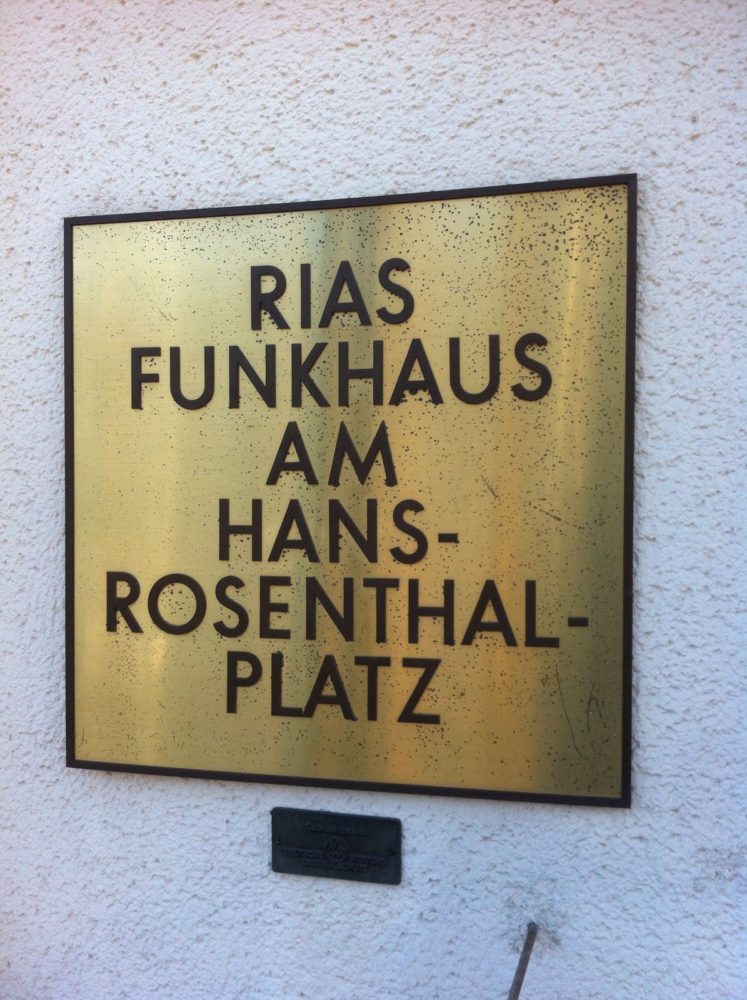 RIAS
FUNKHAUS
AM
HANS-
ROSENTHAL-
PLATZ